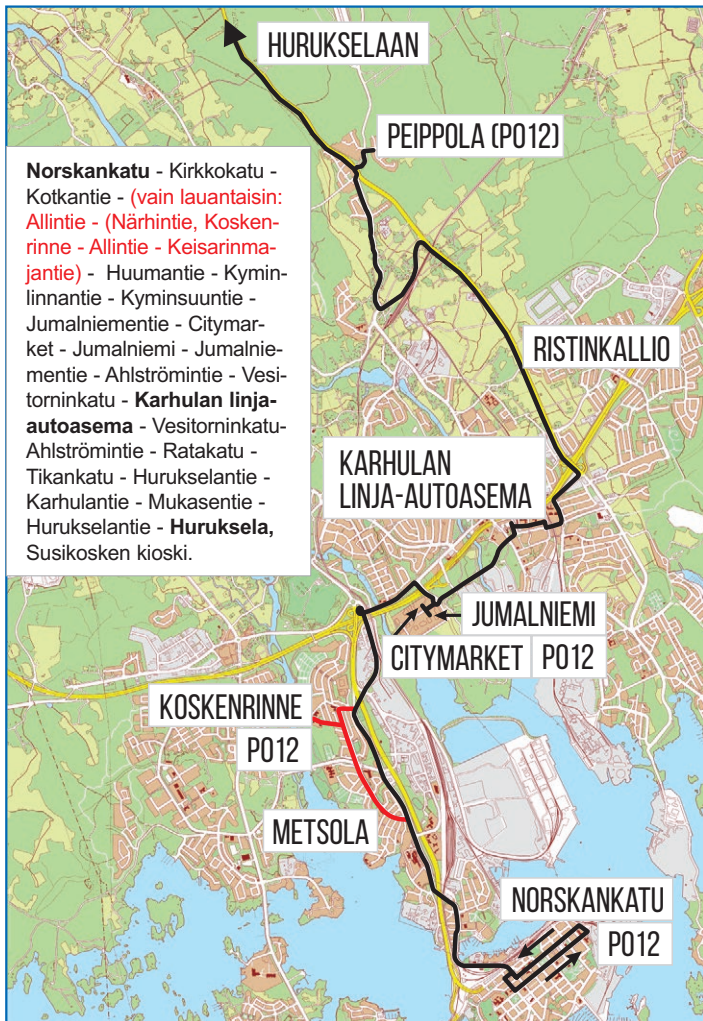 HURUKSELAAN
PEIPPOLA (P012)
Norskankatu - Kirkkokatu -
Kotkantie - (vain lauantaisin:
Allintie - (Närhintie, Kosken-
rinne - Allintie - Keisarinma-
jantie) - Huumantie - Kymin-
linnantie - Kyminsuuntie -
Jumalniementie - Citymar-
ket - Jumalniemi - Jumalnie-
mentie - Ahlströmintie - Vesi-
torninkatu - Karhulan linja-
autoasema - Vesitorninkatu-
Ahlströmintie - Ratakatu -
Tikankatu - Hurukselantie -
Karhulantie - Mukasentie -
Hurukselantie - Huruksela,
Susikosken kioski.
RISTINKALLIO
KARHULAN
LINJA-AUTOASEMA
JUMALNIEMI
CITYMARKET P012
KOSKENRINNE
P012
METSOLA
NORSKANKATU
P012